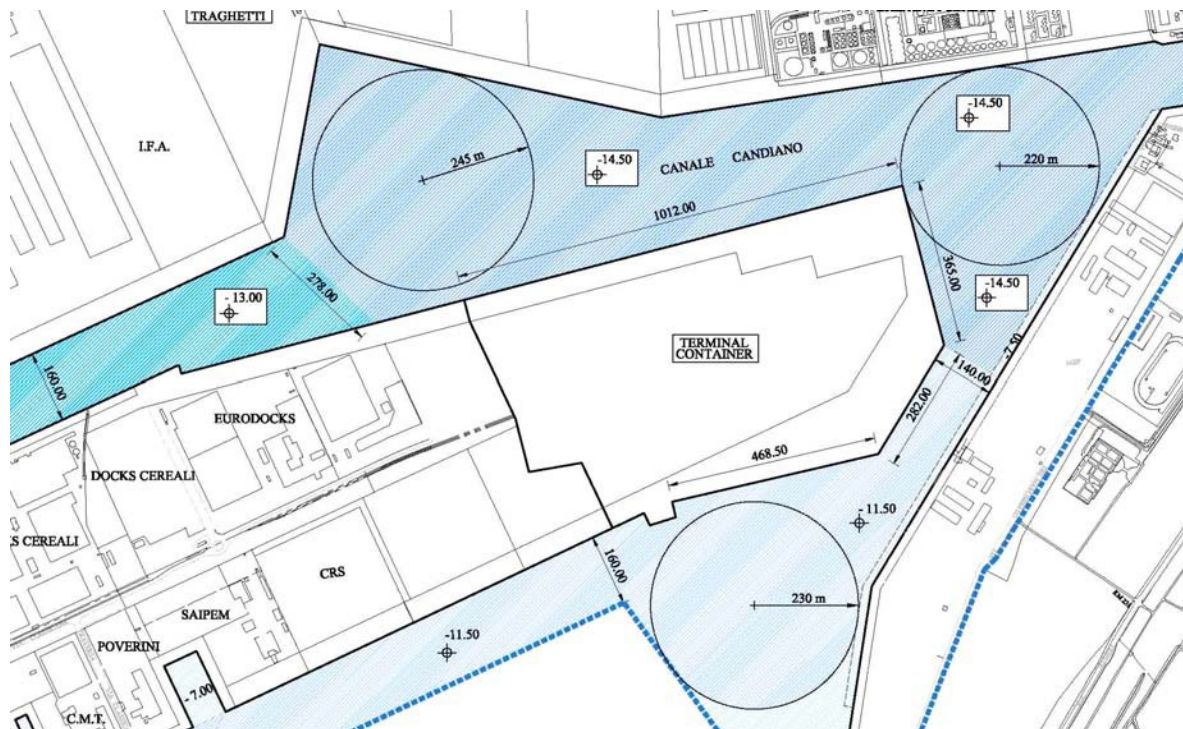 TRAGHETTI
I.F.A.
245 m
-14.50
CANALE CANDIANO
-14.50
220 m
1012.00
365.00
-14.50
278.00
- 13.00
160.00
TERMINAL
CONTAINER
-7.50
140.00
282.00
EURODOCKS
468.50
DOCKS CEREALI
- 11.50
S CEREALI
160.00
CRS
230 m
SAIPEM
-11.50
POVERINI
- 7.00
C.M.T.